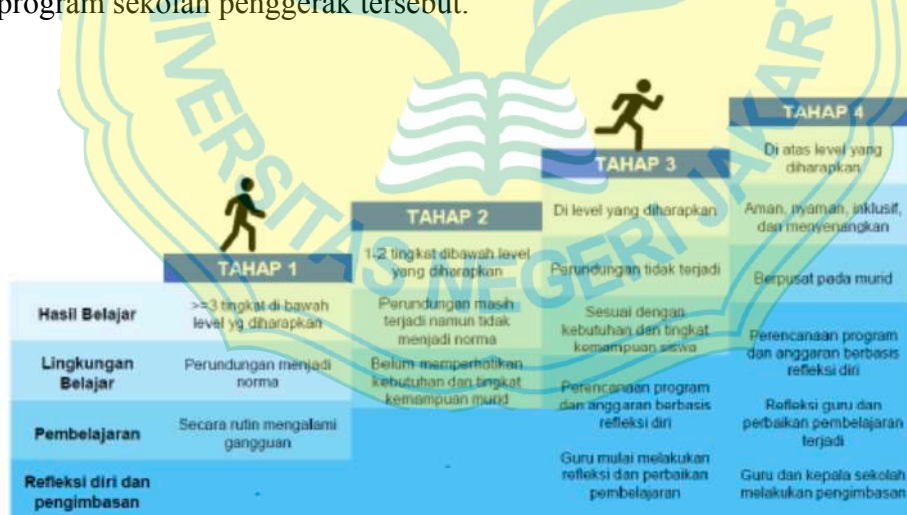 program sekolah penggerak tersebut.
TAHAP 1
TAHAP 2
TAHAP 3
TAHAP 4
Hasil Belajar
>=3 tingkat di bawah
level yg diharapkan
1-2 tingkat dibawah level
yang diharapkan
Di level yang diharapkan
Di atas level yang
diharapkan
Lingkungan
Belajar
Perundungan menjadi
norma
Perundungan masih
terjadi namun tidak
menjadi norma
Perundungan tidak terjadi
Aman, nyaman, inklusif,
dan menyenangkan
Pembelajaran
Secara rutin mengalami
gangguan
Belum memperhatikan
kebutuhan dan tingkat
kemampuan murid
Sesuai dengan
kebutuhan dan tingkat
kemampuan siswa
Berpusat pada murid
Refleksi diri dan
pengimbasan
-
-
Perencanaan program
dan anggaran berbasis
refleksi diri
Guru mulai melakukan
refleksi dan perbaikan
pembelajaran
Perencanaan program
dan anggaran berbasis
refleksi diri
Refleksi guru dan
perbaikan pembelajaran
terjadi
Guru dan kepala sekolah
melakukan pengimbasan